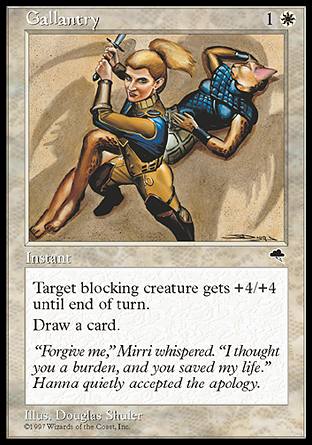 Gallantry 1
Instant
Target blocking creature gets +4/+4
until end of turn.
Draw a card.
“Forgive me,” Mirri whispered. “I thought
you a burden, and you saved my life.”
Hanna quietly accepted the apology.
Illus. Douglas Shuler
©1997 Wizards of the Coast, Inc.